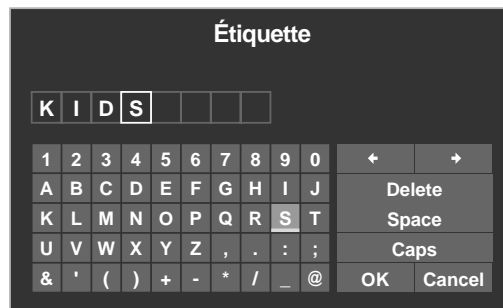 Étiquette
K I D S
1 2 3 4 5 6 7 8 9 0 ← →
A B C D E F G H I J Delete
K L M N O P Q R S T Space
U V W X Y Z , . : ; Caps
& ' ( ) + - * / _ @ OK Cancel